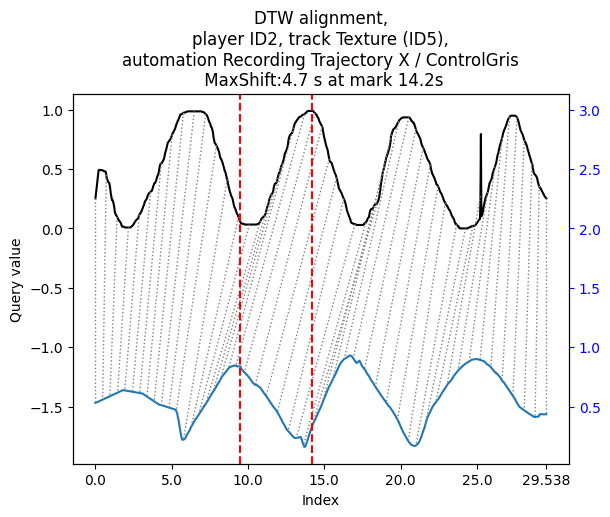 DTW alignment,
player ID2, track Texture (ID5),
automation Recording Trajectory X / ControlGris
MaxShift:4.7 s at mark 14.2s
1.0
0.5
0.0
−0.5
−1.0
−1.5
Query value
3.0
2.5
2.0
1.5
1.0
0.5
0.0 5.0 10.0 15.0 20.0 25.0 29.538
Index